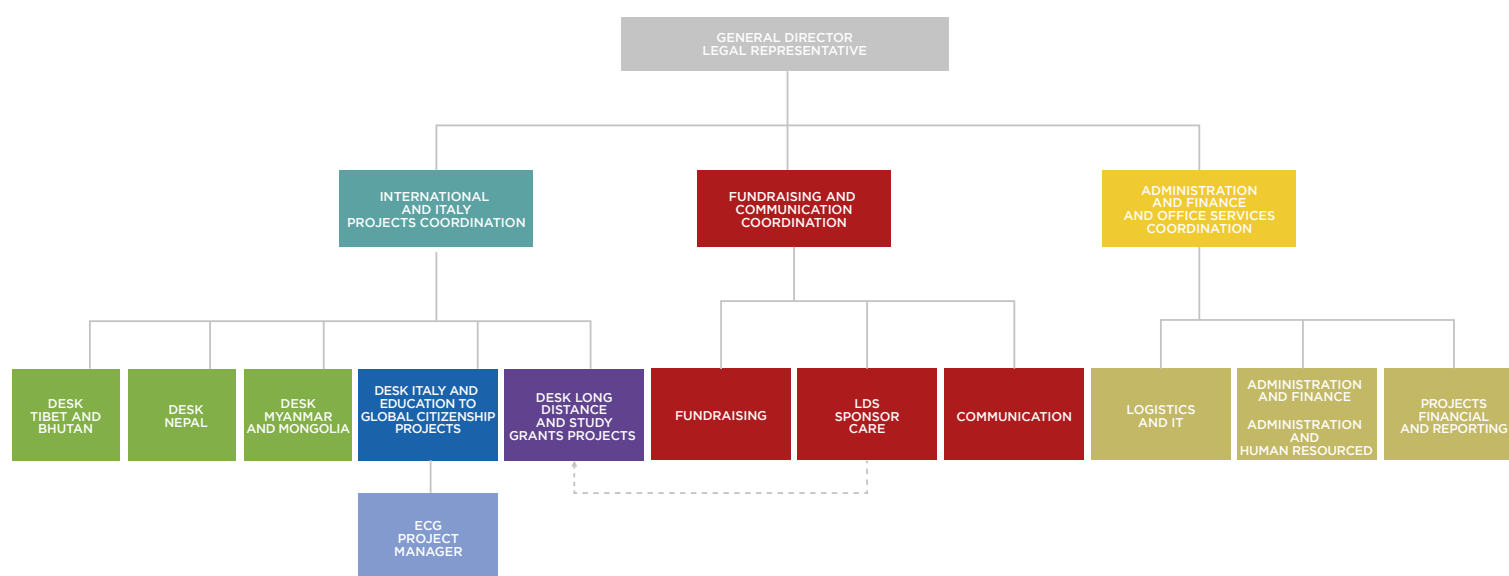 GENERAL DIRECTOR
LEGAL REPRESENTATIVE
INTERNATIONAL
AND ITALY
PROJECTS COORDINATION
FUNDRAISING AND
COMMUNICATION
COORDINATION
ADMINISTRATION
AND FINANCE
AND OFFICE SERVICES
COORDINATION
DESK
TIBET AND
BHUTAN
DESK
NEPAL
DESK
MYANMAR
AND MONGOLIA
DESK ITALY AND
EDUCATION TO
GLOBAL CITIZENSHIP
PROJECTS
DESK LONG
DISTANCE
AND STUDY
GRANTS PROJECTS
FUNDRAISING
LDS
SPONSOR
CARE
COMMUNICATION
LOGISTICS
AND IT
ADMINISTRATION
AND FINANCE
ADMINISTRATION
AND
HUMAN RESOURCED
PROJECTS
FINANCIAL
AND REPORTING
ECG
PROJECT
MANAGER